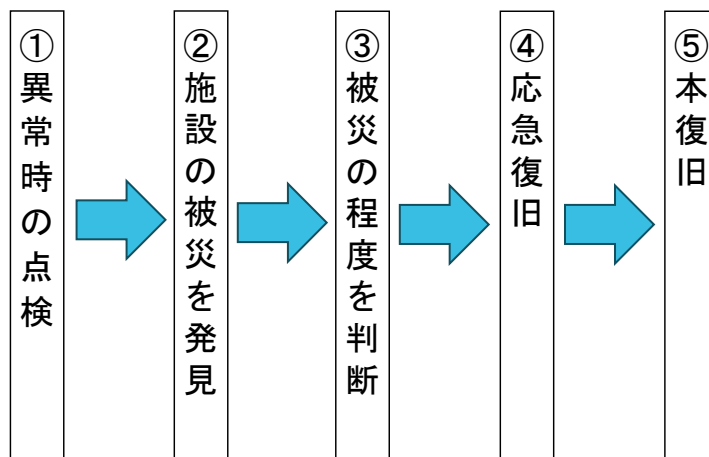 ①異常時の点検
②施設の被災を発見
③被災の程度を判断
④応急復旧
⑤本復旧